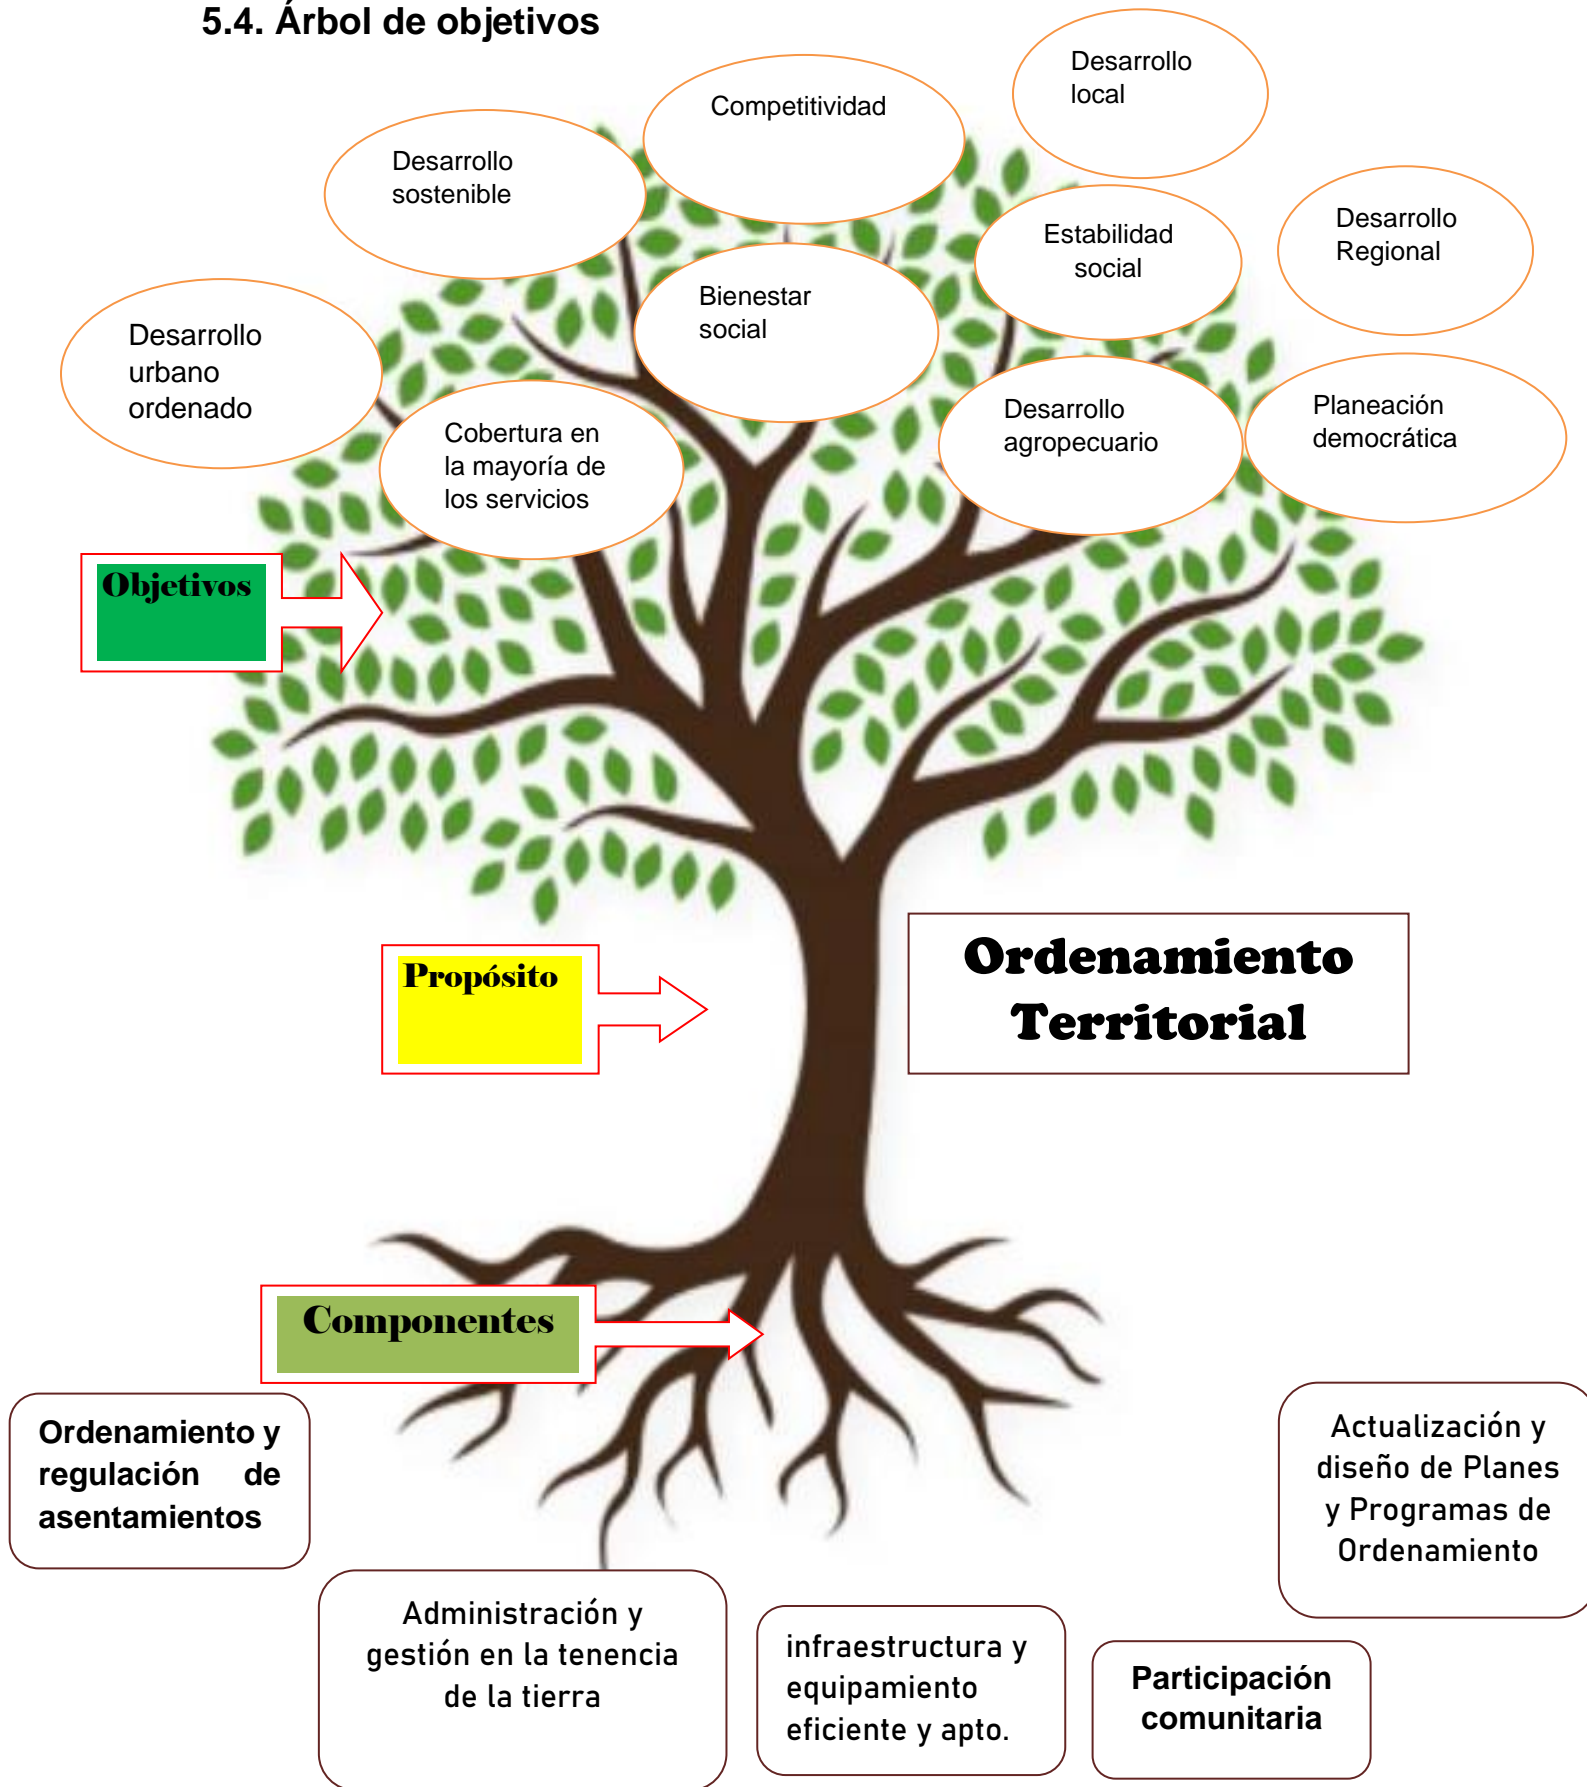 5.4. Árbol de objetivos
Desarrollo
local
Competitividad
Desarrollo
sostenible
Desarrollo
Regional
Estabilidad
social
Bienestar
social
Desarrollo
urbano
ordenado
Desarrollo
agropecuario
Planeación
democrática
Cobertura en
la mayoría de
los servicios
Objetivos
Propósito
Ordenamiento
Territorial
Componentes
Ordenamiento y
regulación de
asentamientos
Actualización y
diseño de Planes
y Programas de
Ordenamiento
Administración y
gestión en la tenencia
de la tierra
infraestructura y
equipamiento
eficiente y apto.
Participación
comunitaria